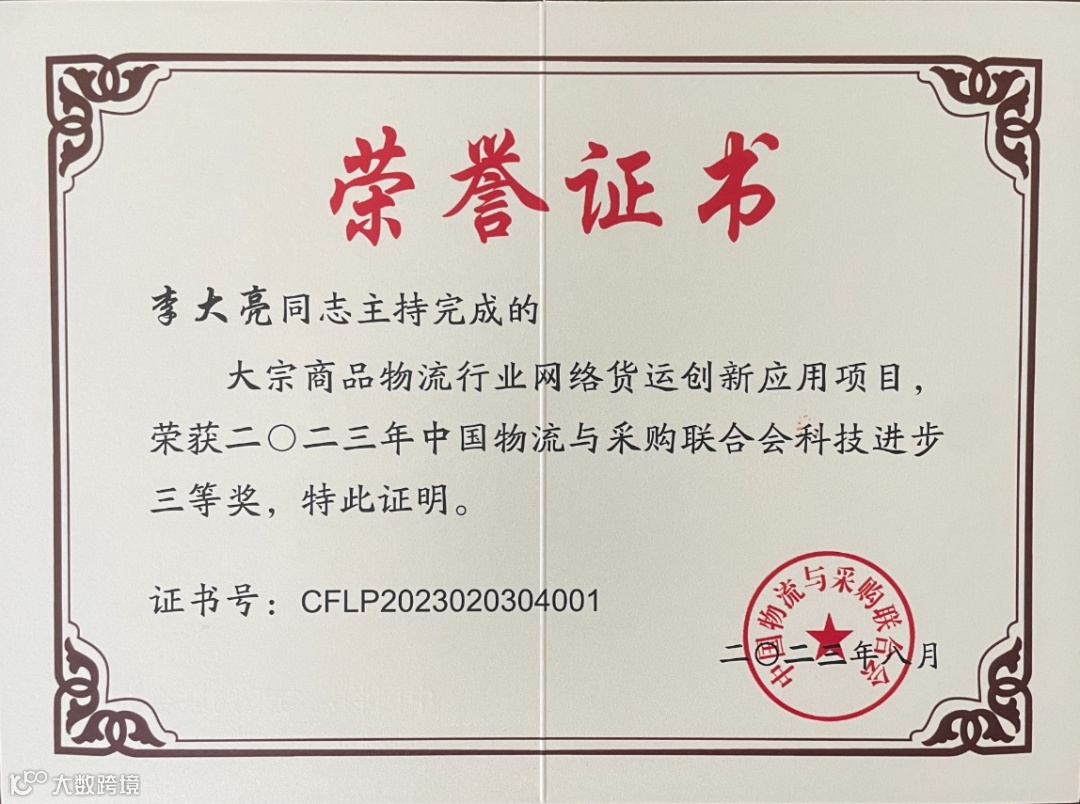 荣誉证书
李大亮同志主持完成的
大宗商品物流行业网络货运创新应用项目，
荣获二〇二三年中国物流与采购联合会科技进步
三等奖，特此证明。
证书号：CFLP2023020304001
中国物流与采购联合会
二〇二三年八月
大数跨境